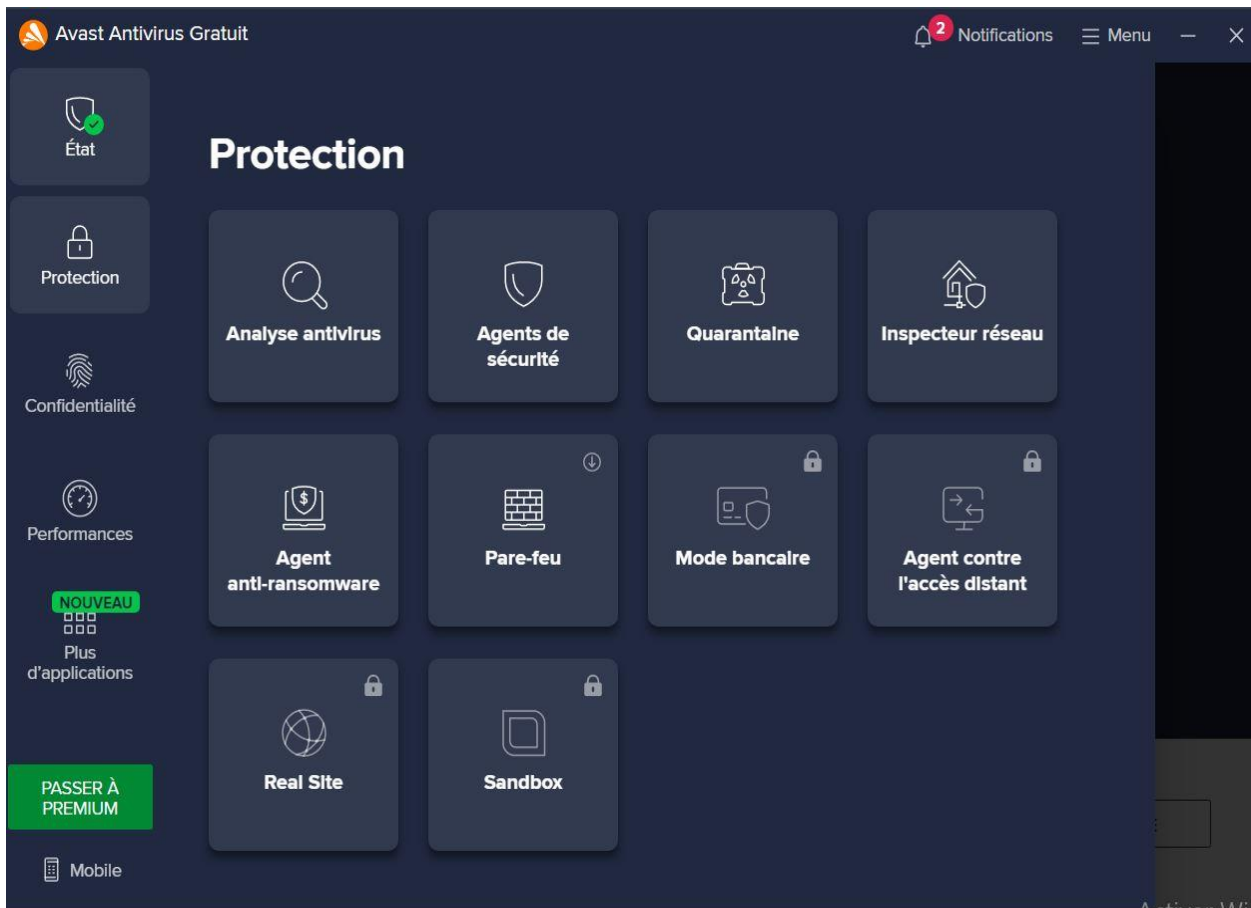 Avast Antivirus Gratuit
2
Notifications
Menu
État
Protection
Confidentialité
Performances
NOUVEAU
Plus
d'applications
PASSER À
PREMIUM
Mobile
Protection
Analyse antivirus
Agents de
sécurité
Quarantaine
Inspecteur réseau
Agent
anti-ransomware
Pare-feu
Mode bancaire
Agent contre
l'accès distant
Real Site
Sandbox